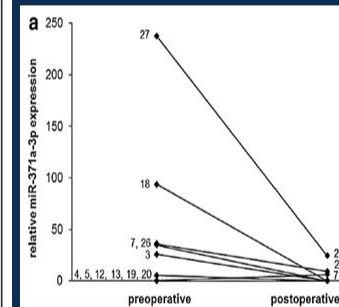 a
250
27
200
relative miR-371a-3p expression
150
100
18
50
7, 26
3
4, 5, 12, 13, 19, 20
0
preoperative
postoperative